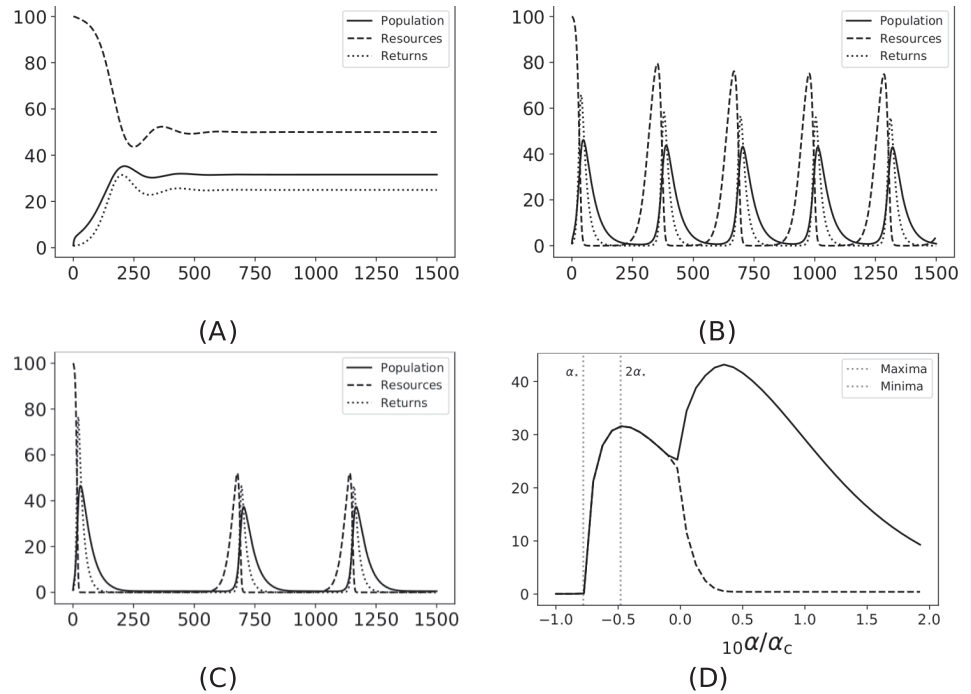 100
80
60
40
20
0
Population
Resources
Returns
0 250 500 750 1000 1250 1500
(A)
100
80
60
40
20
0
Population
Resources
Returns
0 250 500 750 1000 1250 1500
(B)
100
80
60
40
20
0
Population
Resources
Returns
0 250 500 750 1000 1250 1500
(C)
40
30
20
10
0
α* 2α*
Maxima
Minima
−1.0 −0.5 0.0 0.5 1.0 1.5 2.0
10α/αc
(D)